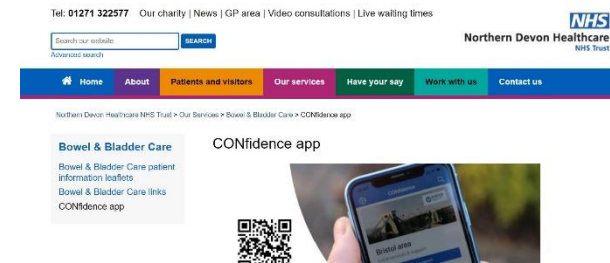 Tel: 01271 322577 Our charity | News | GP area | Video consultations | Live waiting times
NHS
Northern Devon Healthcare
NHS Trust
Search our website
SEARCH
Advanced search
Home About Patients and visitors Our services Have your say Work with us Contact us
Northern Devon Healthcare NHS Trust > Our Services > Bowel & Bladder Care > CONfidence app
Bowel & Bladder Care
Bowel & Bladder Care patient
information leaflets
Bowel & Bladder Care links
CONfidence app
CONfidence app
CONfidence
Bristol area